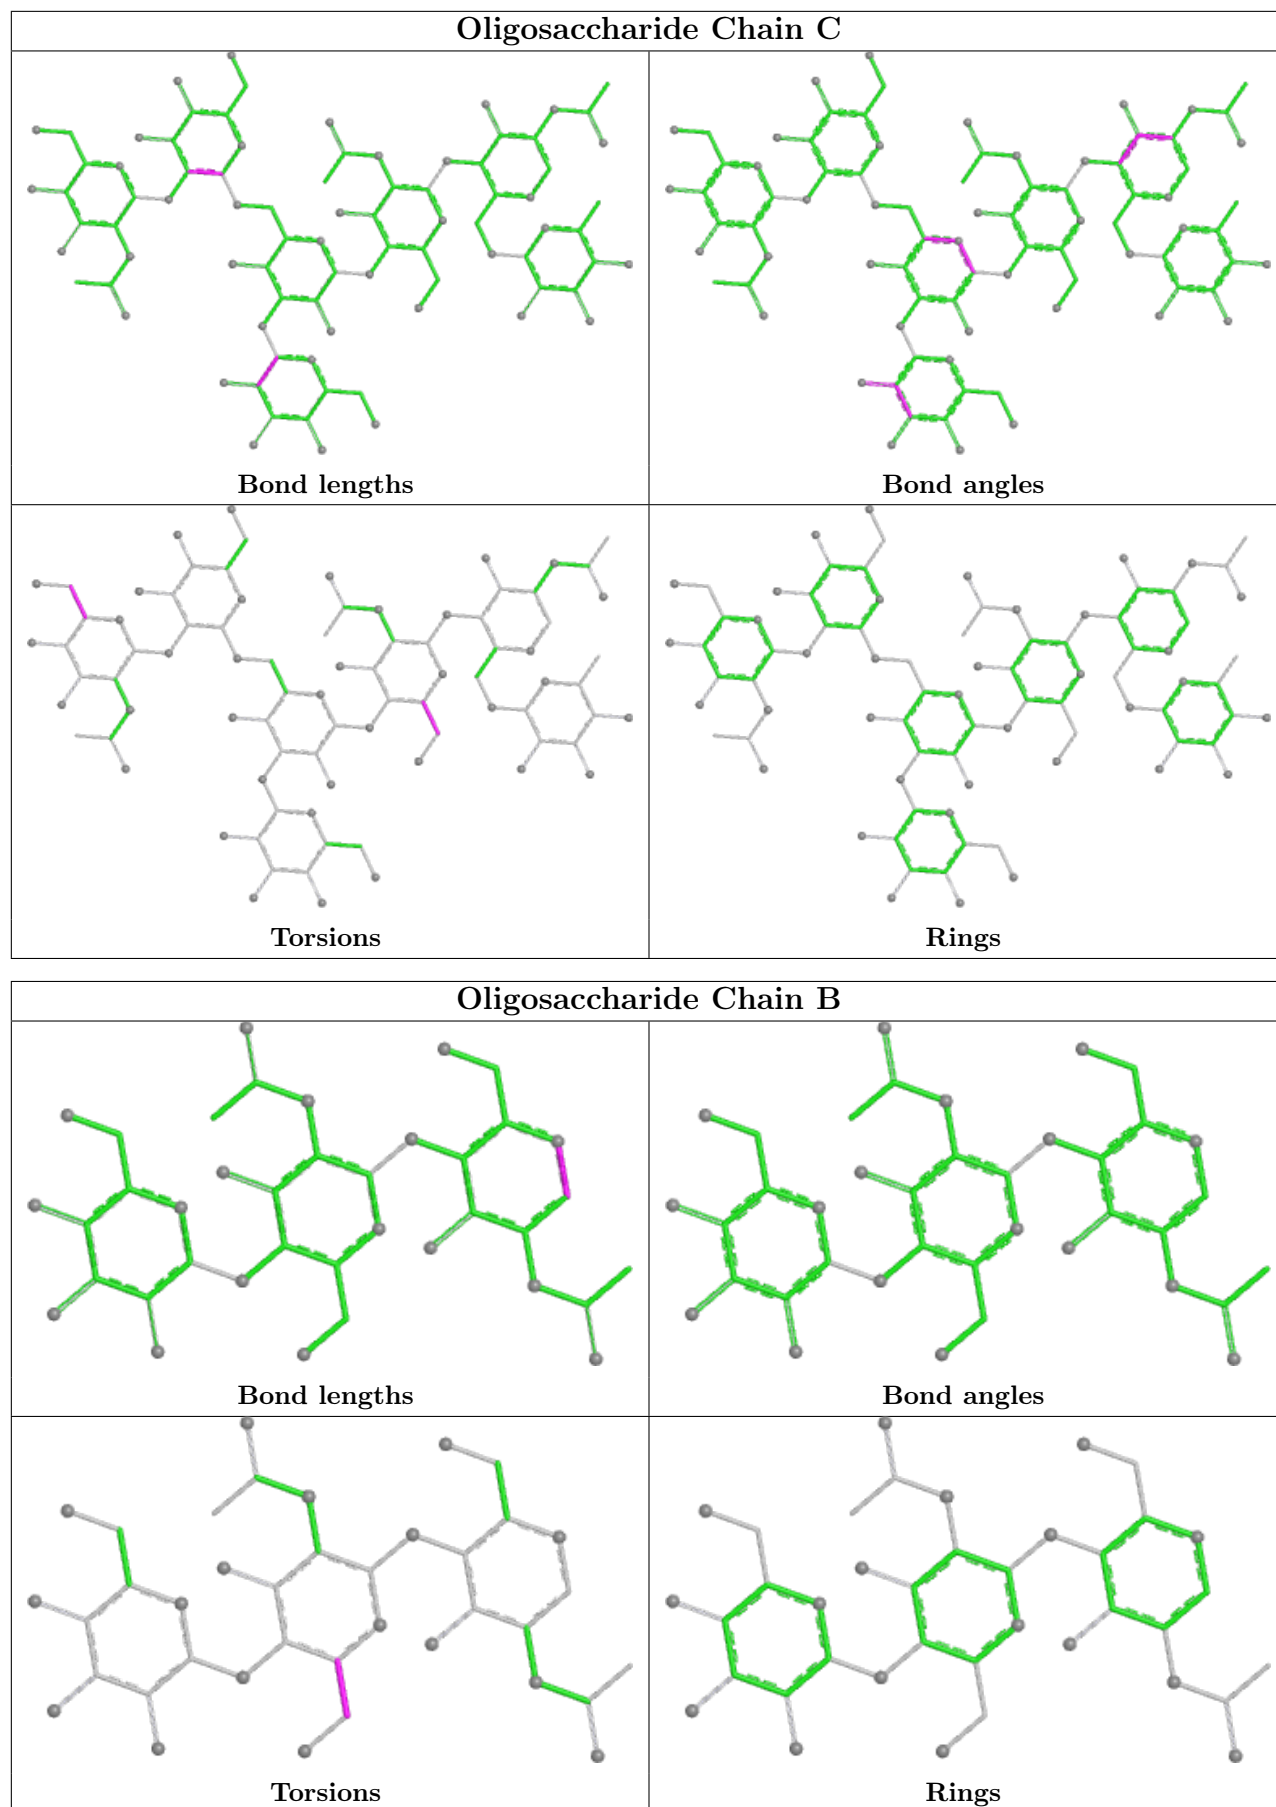 Oligosaccharide Chain C
Bond lengths
Bond angles
Torsions
Rings
Oligosaccharide Chain B
Bond lengths
Bond angles
Torsions
Rings